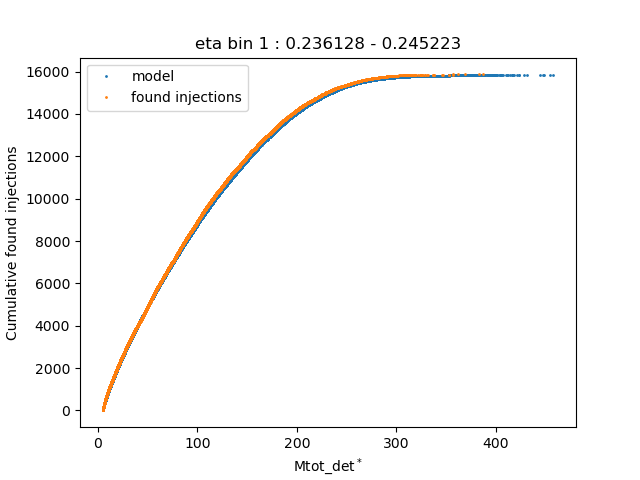 eta bin 1 : 0.236128 - 0.245223
model
found injections
Cumulative found injections
16000
14000
12000
10000
8000
6000
4000
2000
0
0 100 200 300 400
Mtot_det*